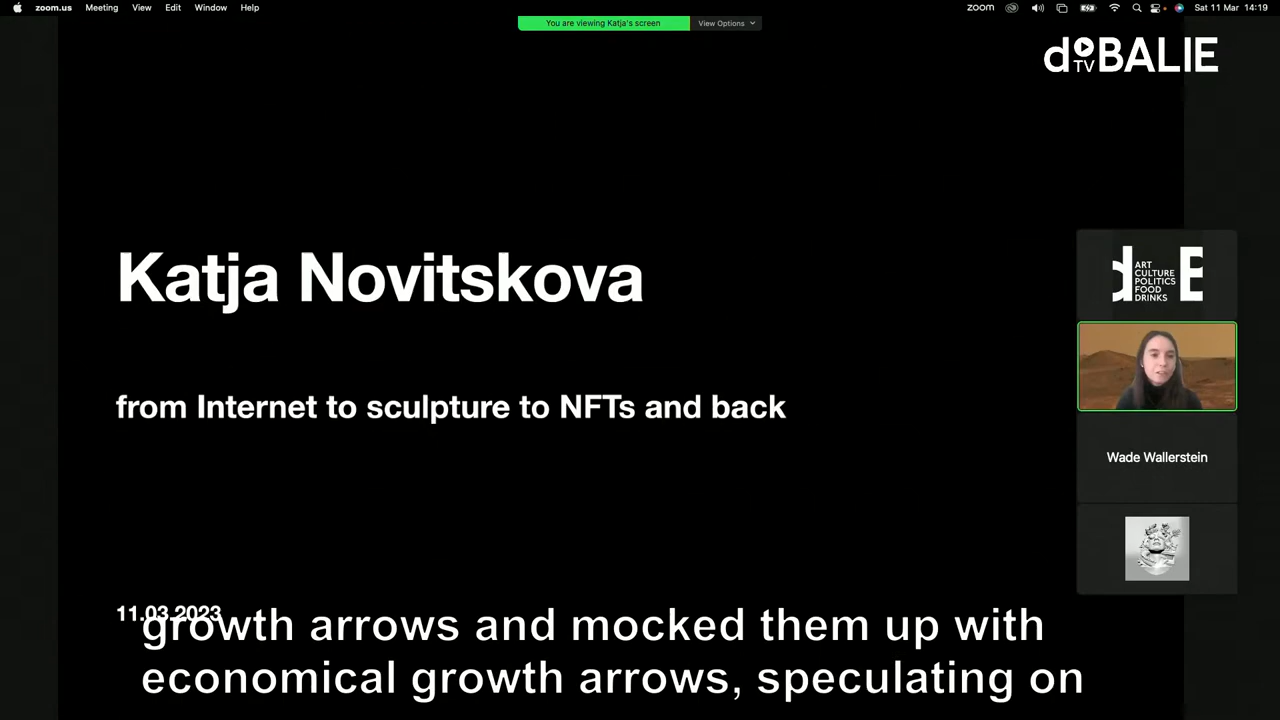 zoom.us Meeting View Edit Window Help
zoom Sat 11 Mar 14:19
You are viewing Katja's screen View Options
d TV BALIE
Katja Novitskova
from Internet to sculpture to NFTs and back
11.03.2023
growth arrows and mocked them up with
economical growth arrows, speculating on
d
ART
CULTURE
POLITICS
FOOD
DRINKS
B
Wade Wallerstein